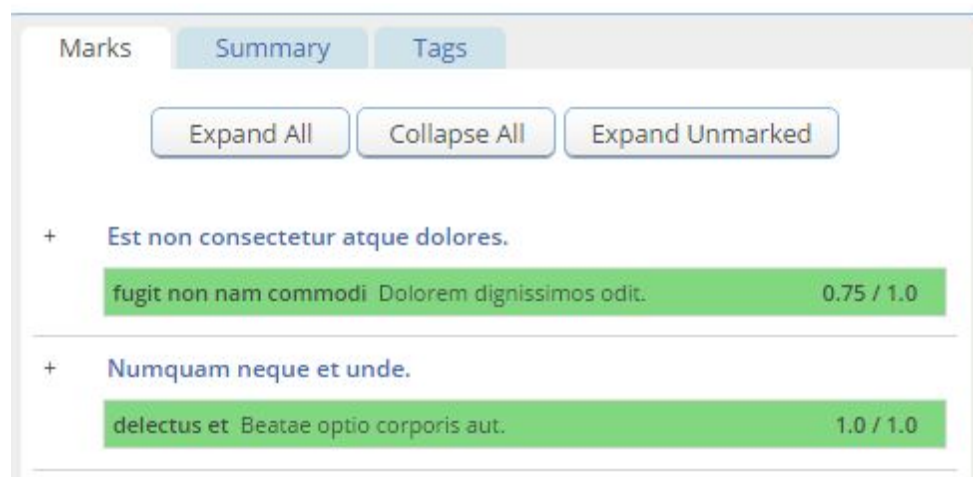 Marks Summary Tags
Expand All Collapse All Expand Unmarked
+ Est non consectetur atque dolores.
fugit non nam commodi Dolorem dignissimos odit. 0.75 / 1.0
+ Numquam neque et unde.
delectus et Beatae optio corporis aut. 1.0 / 1.0